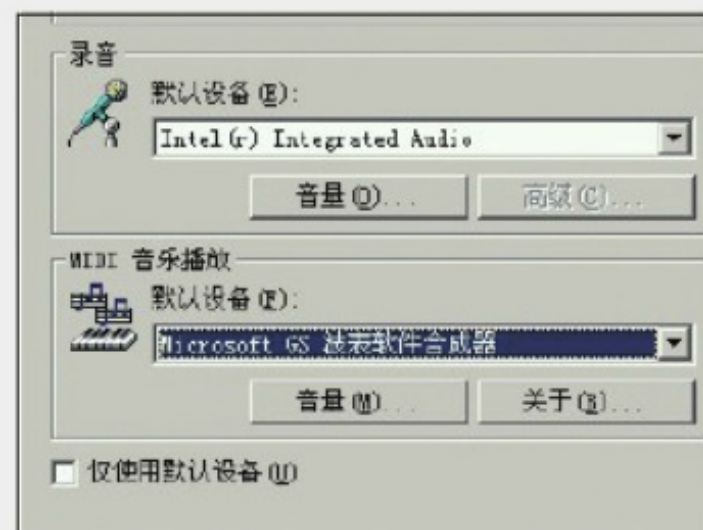 录音
默认设备(E):
Intel(r) Integrated Audio
音量(O)... 高级(C)...
MIDI 音乐播放
默认设备(F):
Microsoft GS 波表软件合成器
音量(M)... 关于(B)...
仅使用默认设备(U)